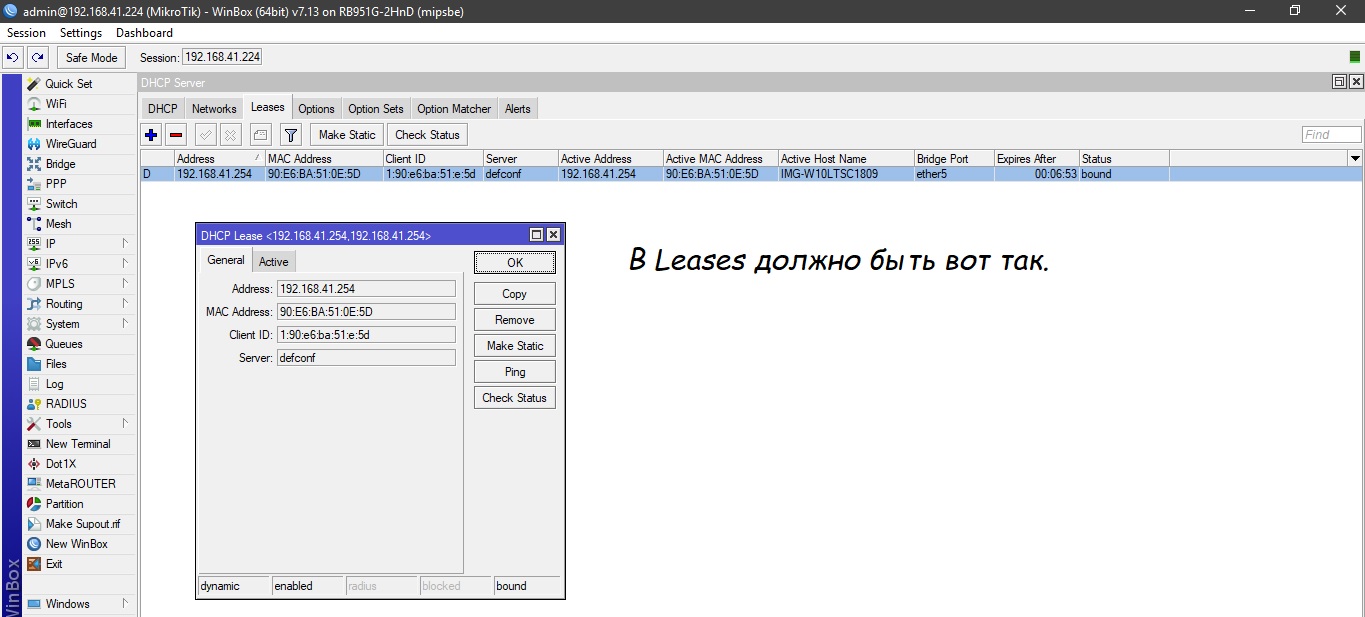 admin@192.168.41.224 (MikroTik) - WinBox (64bit) v7.13 on RB951G-2HnD (mipsbe)
Session Settings Dashboard
Safe Mode Session: 192.168.41.224
Quick Set
WiFi
Interfaces
WireGuard
Bridge
PPP
Switch
Mesh
IP
IPv6
MPLS
Routing
System
Queues
Files
Log
RADIUS
Tools
New Terminal
Dot1X
MetaROUTER
Partition
Make Supout.rif
New WinBox
Exit
Windows
WinBox
DHCP Server
DHCP Networks Leases Options Option Sets Option Matcher Alerts
Make Static Check Status Find
Address MAC Address Client ID Server Active Address Active MAC Address Active Host Name Bridge Port Expires After Status
D 192.168.41.254 90:E6:BA:51:0E:5D 1:90:e6:ba:51:e:5d defconf 192.168.41.254 90:E6:BA:51:0E:5D IMG-W10LTSC1809 ether5 00:06:53 bound
DHCP Lease <192.168.41.254,192.168.41.254>
General Active
Address: 192.168.41.254
MAC Address: 90:E6:BA:51:0E:5D
Client ID: 1:90:e6:ba:51:e:5d
Server: defconf
OK
Copy
Remove
Make Static
Ping
Check Status
dynamic enabled radius blocked bound
В Leases должно быть вот так.